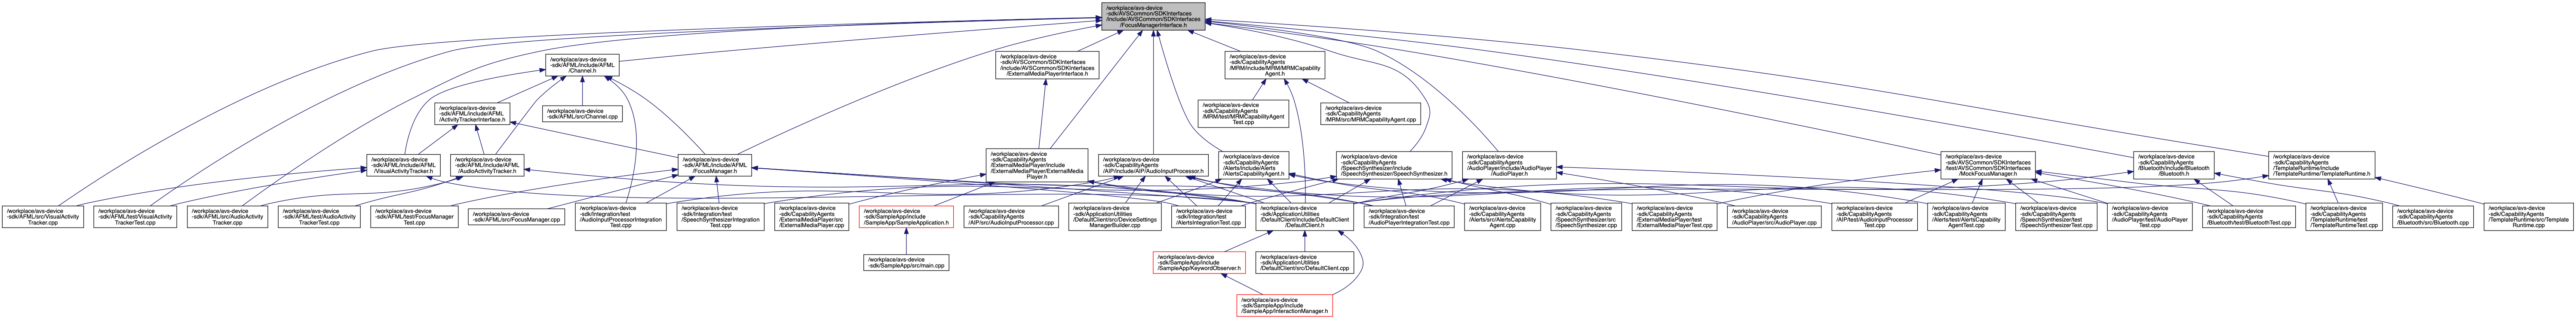 /workplace/avs-device
-sdk/AVSCommon/SDKInterfaces
/include/AVSCommon/SDKInterfaces
/FocusManagerInterface.h
/workplace/avs-device
-sdk/AFML/include/AFML
/Channel.h
/workplace/avs-device
-sdk/AVSCommon/SDKInterfaces
/include/AVSCommon/SDKInterfaces
/ExternalMediaPlayerInterface.h
/workplace/avs-device
-sdk/CapabilityAgents
/MRM/include/MRM/MRMCapability
Agent.h
/workplace/avs-device
-sdk/AFML/include/AFML
/ActivityTrackerInterface.h
/workplace/avs-device
-sdk/AFML/src/Channel.cpp
/workplace/avs-device
-sdk/CapabilityAgents
/MRM/test/MRMCapabilityAgent
Test.cpp
/workplace/avs-device
-sdk/CapabilityAgents
/MRM/src/MRMCapabilityAgent.cpp
/workplace/avs-device
-sdk/AFML/include/AFML
/VisualActivityTracker.h
/workplace/avs-device
-sdk/AFML/include/AFML
/AudioActivityTracker.h
/workplace/avs-device
-sdk/AFML/include/AFML
/FocusManager.h
/workplace/avs-device
-sdk/CapabilityAgents
/ExternalMediaPlayer/include
/ExternalMediaPlayer/ExternalMedia
Player.h
/workplace/avs-device
-sdk/CapabilityAgents
/AIP/include/AIP/AudioInputProcessor.h
/workplace/avs-device
-sdk/CapabilityAgents
/Alerts/include/Alerts
/AlertsCapabilityAgent.h
/workplace/avs-device
-sdk/CapabilityAgents
/SpeechSynthesizer/include
/SpeechSynthesizer/SpeechSynthesizer.h
/workplace/avs-device
-sdk/CapabilityAgents
/AudioPlayer/include/AudioPlayer
/AudioPlayer.h
/workplace/avs-device
-sdk/AVSCommon/SDKInterfaces
/test/AVSCommon/SDKInterfaces
/MockFocusManager.h
/workplace/avs-device
-sdk/CapabilityAgents
/Bluetooth/include/Bluetooth
/Bluetooth.h
/workplace/avs-device
-sdk/CapabilityAgents
/TemplateRuntime/include
/TemplateRuntime/TemplateRuntime.h
/workplace/avs-device
-sdk/AFML/src/VisualActivity
Tracker.cpp
/workplace/avs-device
-sdk/AFML/test/VisualActivity
TrackerTest.cpp
/workplace/avs-device
-sdk/AFML/src/AudioActivity
Tracker.cpp
/workplace/avs-device
-sdk/AFML/test/AudioActivity
TrackerTest.cpp
/workplace/avs-device
-sdk/AFML/test/FocusManager
Test.cpp
/workplace/avs-device
-sdk/AFML/src/FocusManager.cpp
/workplace/avs-device
-sdk/Integration/test
/AudioInputProcessorIntegration
Test.cpp
/workplace/avs-device
-sdk/Integration/test
/SpeechSynthesizerIntegration
Test.cpp
/workplace/avs-device
-sdk/CapabilityAgents
/ExternalMediaPlayer/src
/ExternalMediaPlayer.cpp
/workplace/avs-device
-sdk/SampleApp/include
/SampleApp/SampleApplication.h
/workplace/avs-device
-sdk/CapabilityAgents
/AIP/src/AudioInputProcessor.cpp
/workplace/avs-device
-sdk/ApplicationUtilities
/DefaultClient/src/DeviceSettings
ManagerBuilder.cpp
/workplace/avs-device
-sdk/Integration/test
/AlertsIntegrationTest.cpp
/workplace/avs-device
-sdk/ApplicationUtilities
/DefaultClient/include/DefaultClient
/DefaultClient.h
/workplace/avs-device
-sdk/Integration/test
/AudioPlayerIntegrationTest.cpp
/workplace/avs-device
-sdk/CapabilityAgents
/Alerts/src/AlertsCapability
Agent.cpp
/workplace/avs-device
-sdk/CapabilityAgents
/SpeechSynthesizer/src
/SpeechSynthesizer.cpp
/workplace/avs-device
-sdk/CapabilityAgents
/ExternalMediaPlayer/test
/ExternalMediaPlayerTest.cpp
/workplace/avs-device
-sdk/CapabilityAgents
/AudioPlayer/src/AudioPlayer.cpp
/workplace/avs-device
-sdk/CapabilityAgents
/AIP/test/AudioInputProcessor
Test.cpp
/workplace/avs-device
-sdk/CapabilityAgents
/Alerts/test/AlertsCapability
AgentTest.cpp
/workplace/avs-device
-sdk/CapabilityAgents
/SpeechSynthesizer/test
/SpeechSynthesizerTest.cpp
/workplace/avs-device
-sdk/CapabilityAgents
/AudioPlayer/test/AudioPlayer
Test.cpp
/workplace/avs-device
-sdk/CapabilityAgents
/Bluetooth/test/BluetoothTest.cpp
/workplace/avs-device
-sdk/CapabilityAgents
/TemplateRuntime/test
/TemplateRuntimeTest.cpp
/workplace/avs-device
-sdk/CapabilityAgents
/Bluetooth/src/Bluetooth.cpp
/workplace/avs-device
-sdk/CapabilityAgents
/TemplateRuntime/src/Template
Runtime.cpp
/workplace/avs-device
-sdk/SampleApp/src/main.cpp
/workplace/avs-device
-sdk/SampleApp/include
/SampleApp/KeywordObserver.h
/workplace/avs-device
-sdk/ApplicationUtilities
/DefaultClient/src/DefaultClient.cpp
/workplace/avs-device
-sdk/SampleApp/include
/SampleApp/InteractionManager.h